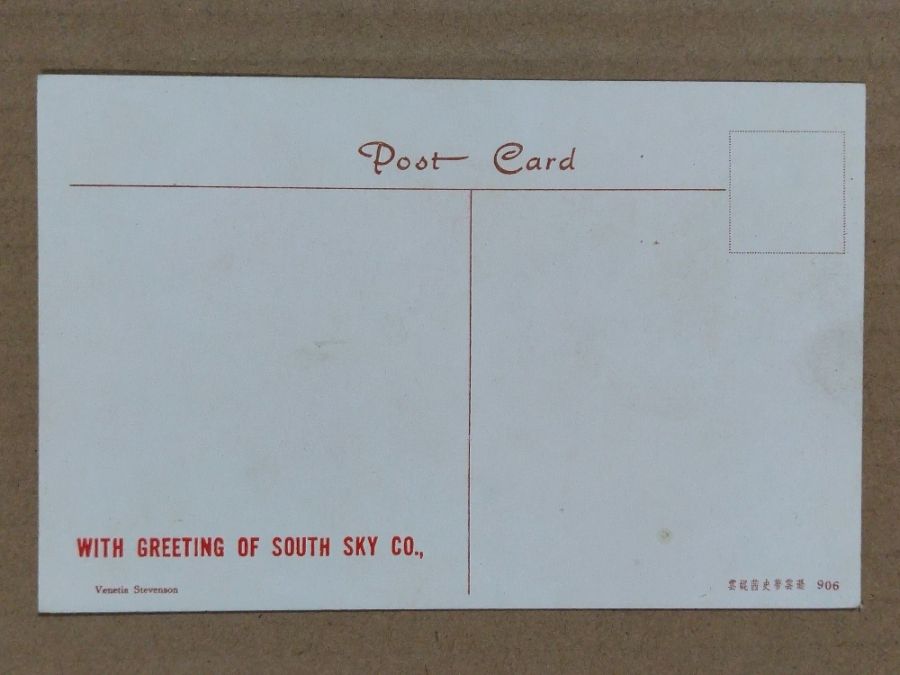 Post Card
WITH GREETING OF SOUTH SKY CO.,
Venetia Stevenson
906